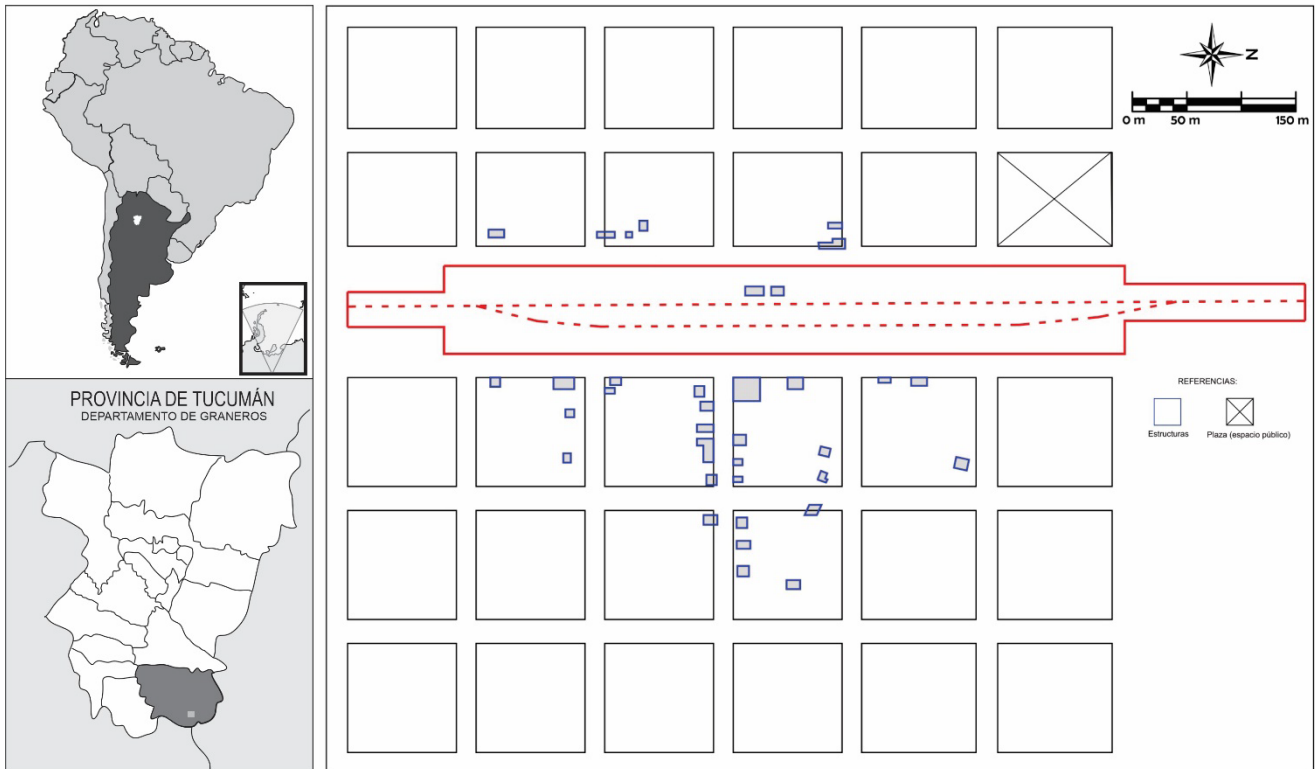 PROVINCIA DE TUCUMÁN
DEPARTAMENTO DE GRANEROS
N
0 m 50 m 150 m
REFERENCIAS:
Estructuras Plaza (espacio público)